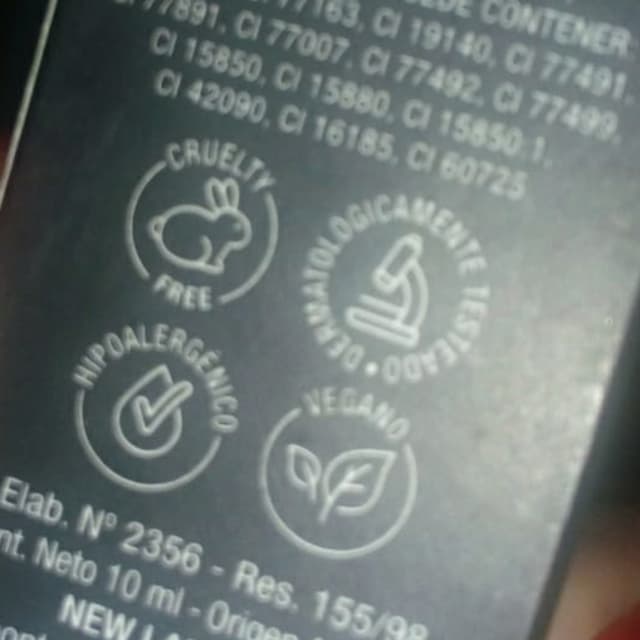 CONTENER:
77163, CI 19140, CI 77491,
77891, CI 77007, CI 77492, CI 77499,
CI 15850, CI 15880, CI 15850:1,
CI 42090, CI 16185, CI 60725
CRUELTY
FREE
DERMATOLOGICAMENTE TESTEADO
HIPOALERGÉNICO
VEGANO
Elab. Nº 2356 - Res. 155/98
nt. Neto 10 ml - Origen
NEW